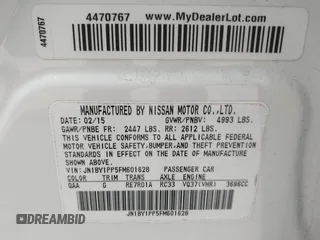 4470767
www.MyDealerLot.com
4470767
MANUFACTURED BY NISSAN MOTOR CO.,LTD.
DATE: 02/15 GVWR/PNBV: 4993 LBS.
GAWR/PNBE FR: 2447 LBS. RR: 2612 LBS.
THIS VEHICLE CONFORMS TO ALL APPLICABLE
FEDERAL MOTOR VEHICLE SAFETY,BUMPER,AND THEFT
PREVENTION STANDARDS IN EFFECT ON THE DATE OF
MANUFACTURE SHOWN ABOVE.
VIN: JN1BY1PP5FM601628 PASSENGER CAR
COLOR TRIM TRANS AXLE ENGINE
QAA G RE7R01A RC33 VQ37(VHR) 3696CC
JN1BY1PP5FM601628
DREAMBID